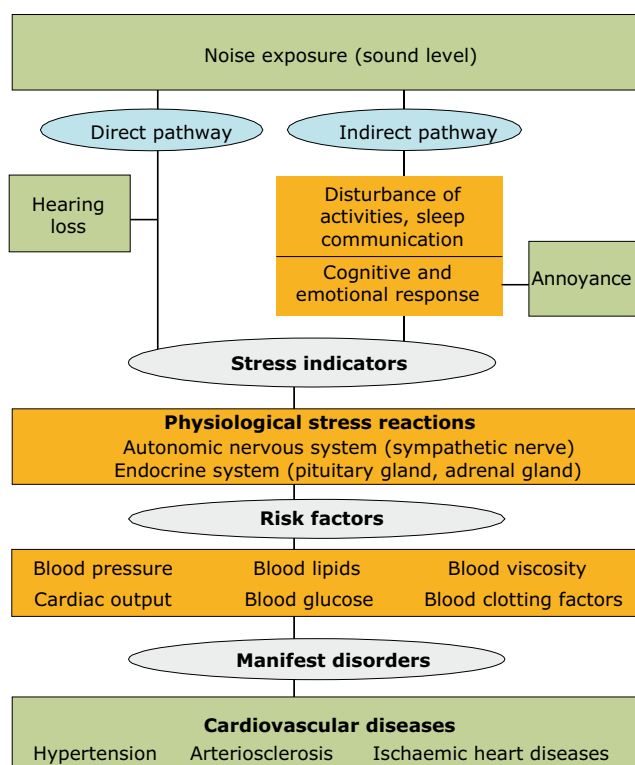 Noise exposure (sound level)
Direct pathway
Indirect pathway
Hearing
loss
Disturbance of
activities, sleep
communication
Cognitive and
emotional response
Annoyance
Stress indicators
Physiological stress reactions
Autonomic nervous system (sympathetic nerve)
Endocrine system (pituitary gland, adrenal gland)
Risk factors
Blood pressure Blood lipids Blood viscosity
Cardiac output Blood glucose Blood clotting factors
Manifest disorders
Cardiovascular diseases
Hypertension Arteriosclerosis Ischaemic heart diseases